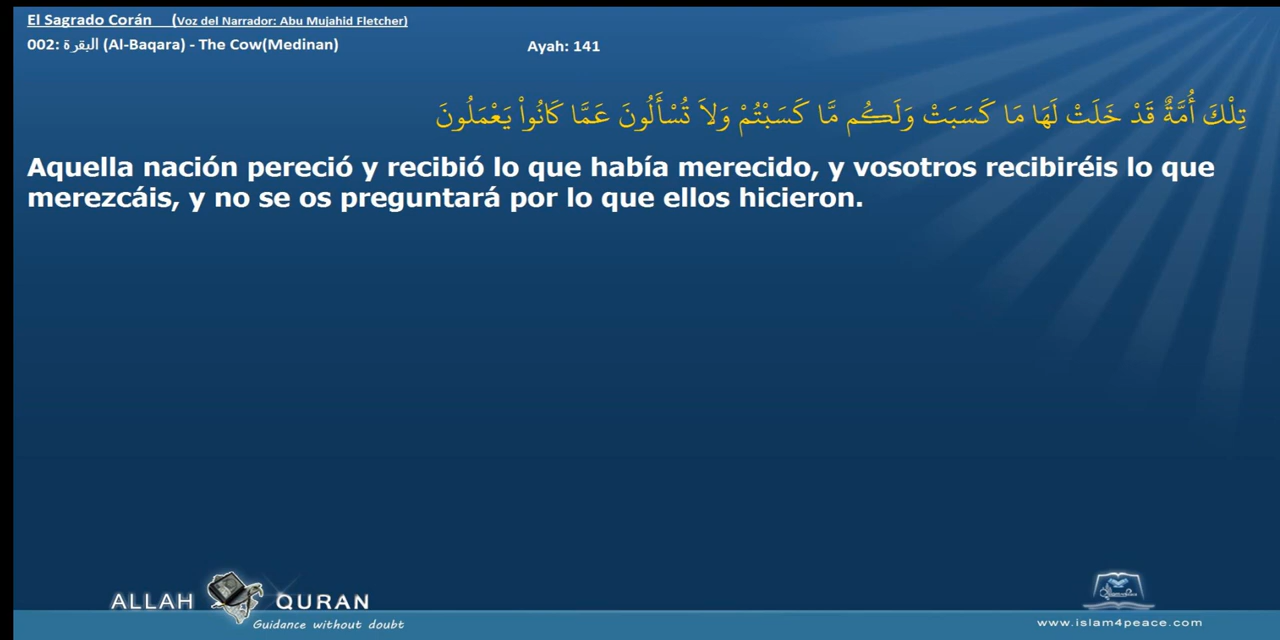 El Sagrado Corán (Voz del Narrador: Abu Mujahid Fletcher)
002: البقرة (Al-Baqara) - The Cow(Medinan)
Ayah: 141
تِلْكَ أُمَّةٌ قَدْ خَلَتْ لَهَا مَا كَسَبَتْ وَلَكُم مَّا كَسَبْتُمْ وَلاَ تُسْأَلُونَ عَمَّا كَانُواْ يَعْمَلُونَ
Aquella nación pereció y recibió lo que había merecido, y vosotros recibiréis lo que
merezcáis, y no se os preguntará por lo que ellos hicieron.
ALLAH QURAN
Guidance without doubt
www.islam4peace.com